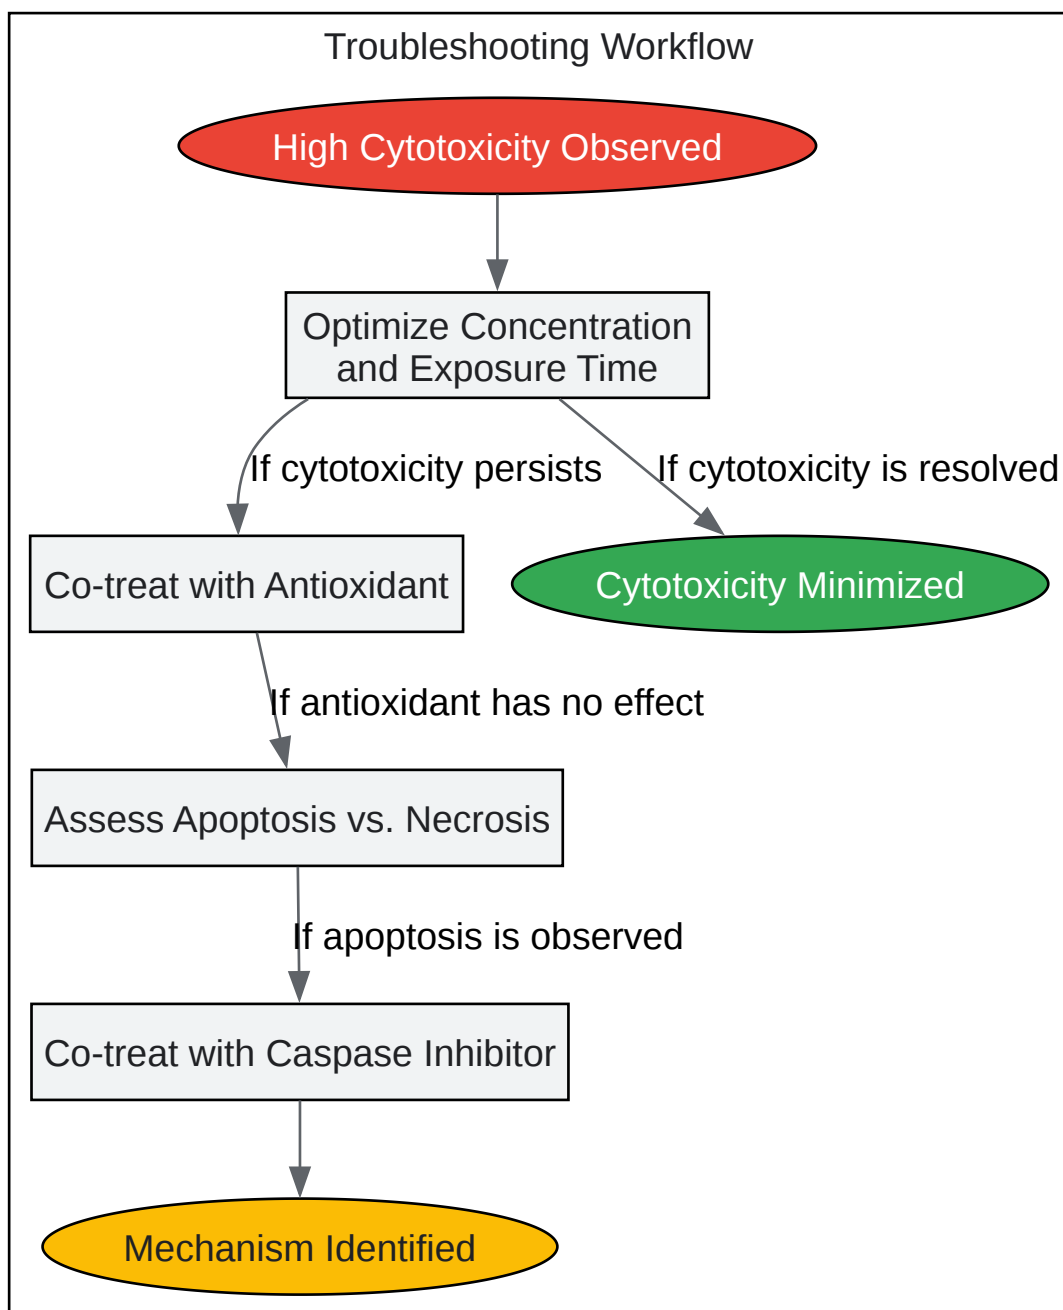 Troubleshooting Workflow
High Cytotoxicity Observed
Optimize Concentration
and Exposure Time
If cytotoxicity persists
If cytotoxicity is resolved
Co-treat with Antioxidant
Cytotoxicity Minimized
If antioxidant has no effect
Assess Apoptosis vs. Necrosis
If apoptosis is observed
Co-treat with Caspase Inhibitor
Mechanism Identified